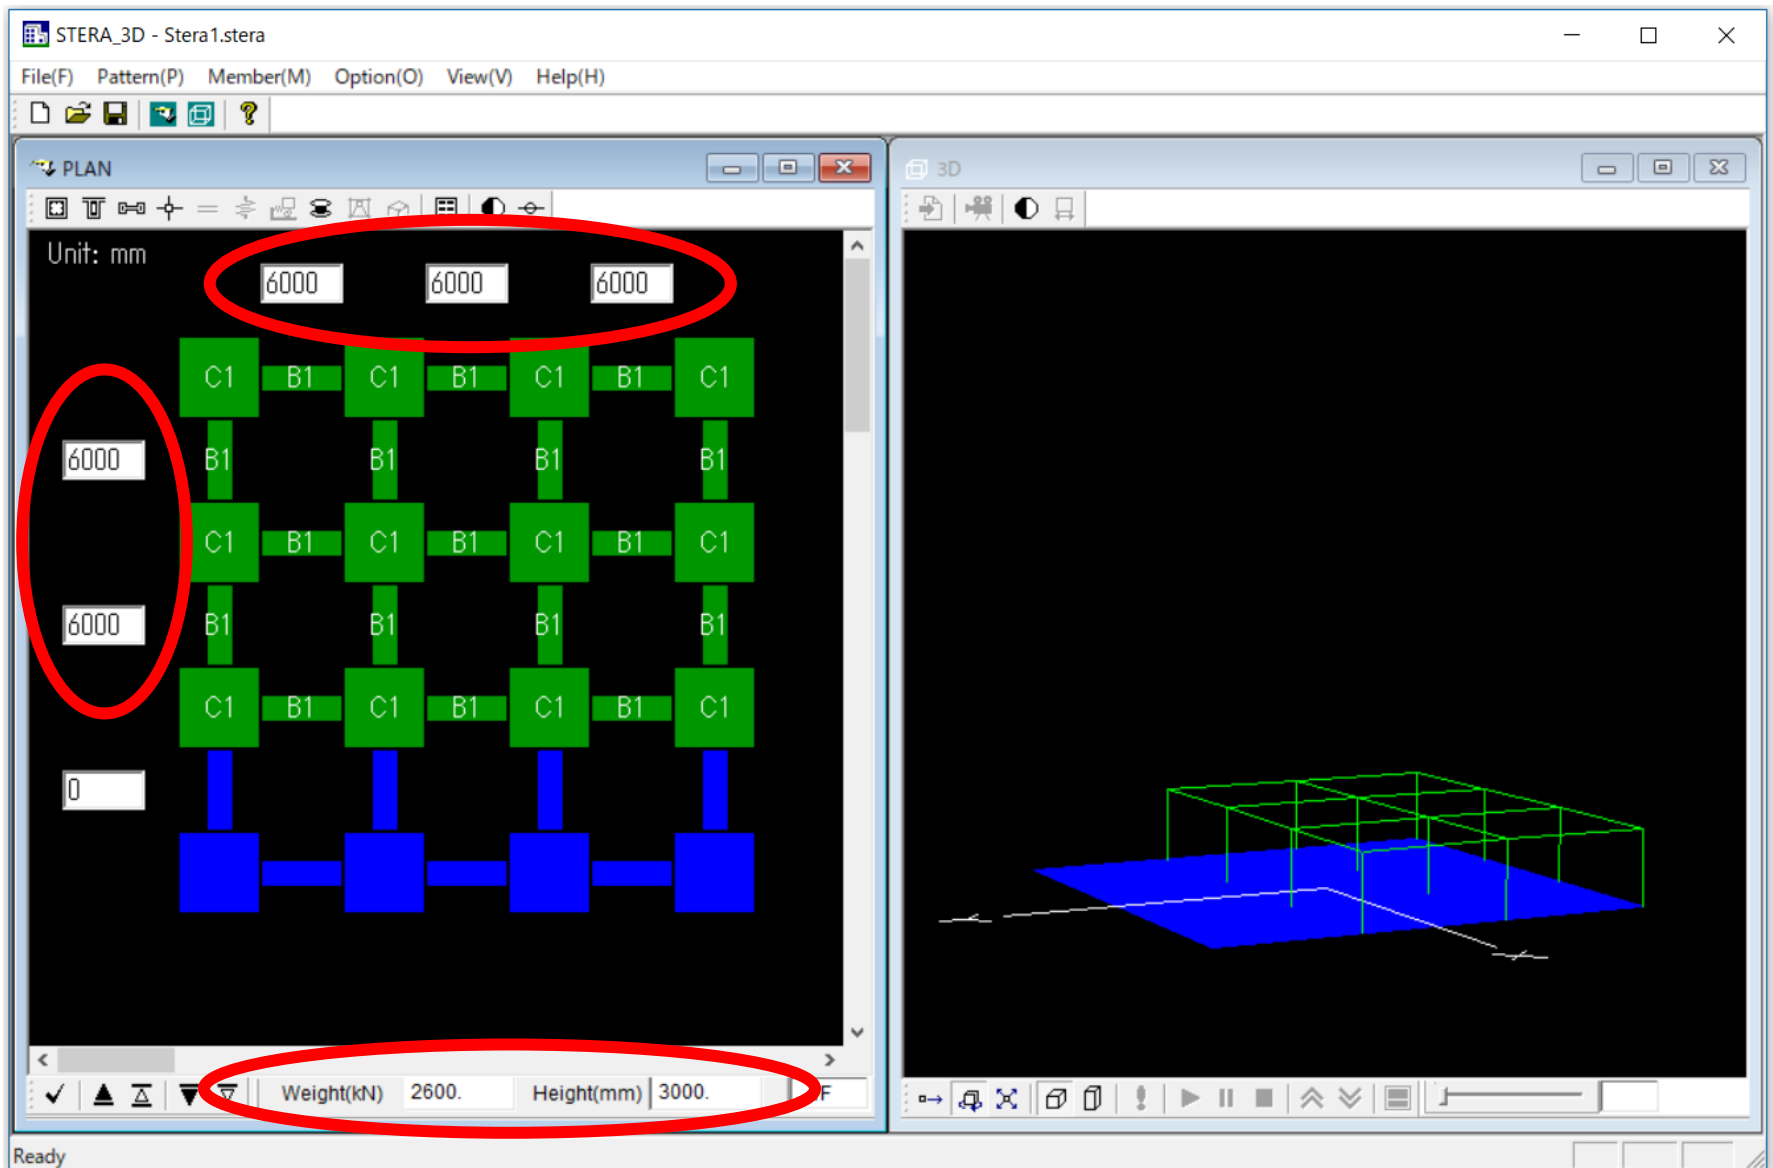 STERA_3D - Stera1.stera
File(F) Pattern(P) Member(M) Option(O) View(V) Help(H)
PLAN
Unit: mm
6000 6000 6000
C1 B1 C1 B1 C1 B1 C1
6000 B1 B1 B1 B1
C1 B1 C1 B1 C1 B1 C1
6000 B1 B1 B1 B1
C1 B1 C1 B1 C1 B1 C1
0
Weight(kN) 2600. Height(mm) 3000. F
3D
Ready